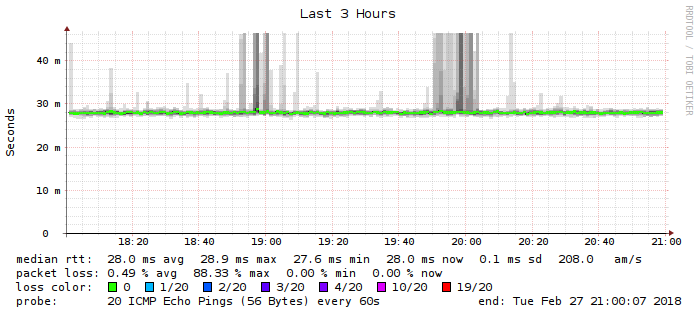 Last 3 Hours
RRDTOOL / TOBI OETIKER
Seconds
40 m
30 m
20 m
10 m
0
18:20 18:40 19:00 19:20 19:40 20:00 20:20 20:40 21:00
median rtt: 28.0 ms avg 28.9 ms max 27.6 ms min 28.0 ms now 0.1 ms sd 208.0 am/s
packet loss: 0.49 % avg 88.33 % max 0.00 % min 0.00 % now
loss color: 0 1/20 2/20 3/20 4/20 10/20 19/20
probe: 20 ICMP Echo Pings (56 Bytes) every 60s end: Tue Feb 27 21:00:07 2018